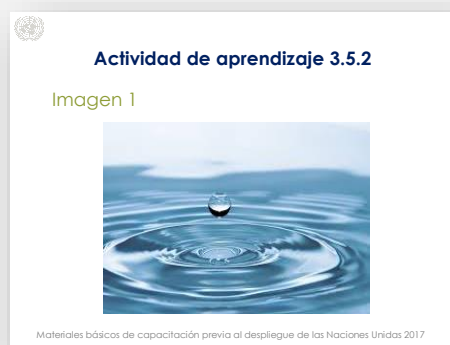 Actividad de aprendizaje 3.5.2
Imagen 1
Materiales básicos de capacitación previa al despliegue de las Naciones Unidas 2017